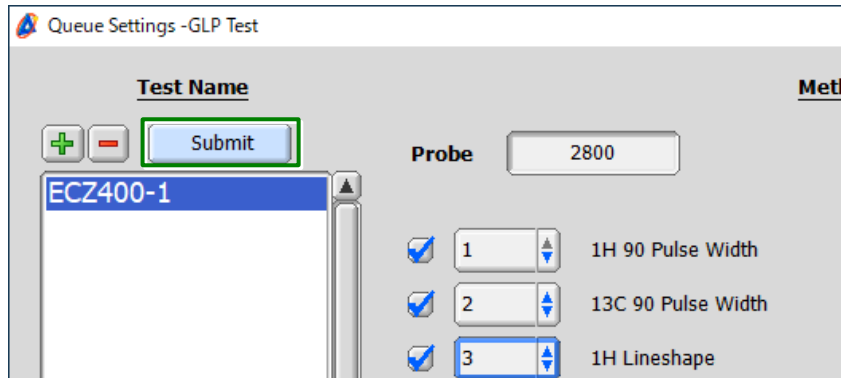 Queue Settings -GLP Test
Test Name
Submit
ECZ400-1
Probe 2800
1 1H 90 Pulse Width
2 13C 90 Pulse Width
3 1H Lineshape